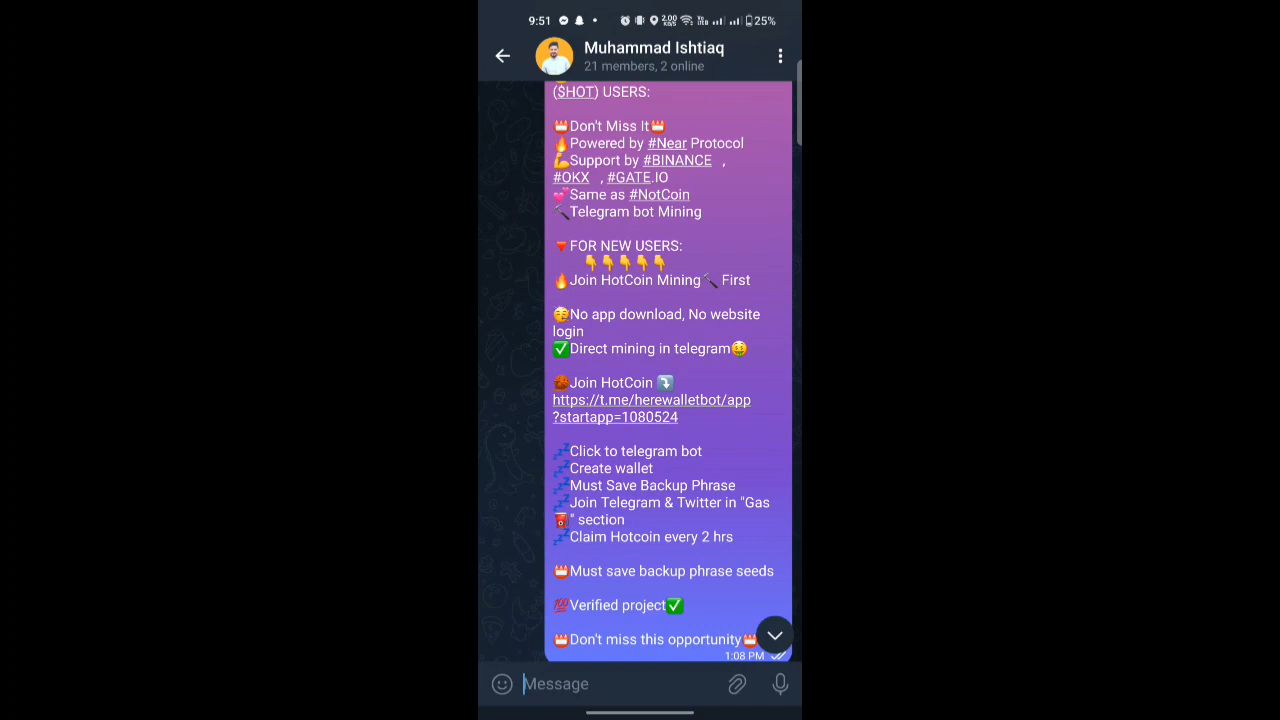 9:51
2.00 KB/S
25%
Muhammad Ishtiaq
21 members, 2 online
($HOT) USERS:
Don't Miss It
Powered by #Near Protocol
Support by #BINANCE ,
#OKX , #GATE.IO
Same as #NotCoin
Telegram bot Mining
FOR NEW USERS:
Join HotCoin Mining First
No app download, No website
login
Direct mining in telegram
Join HotCoin
https://t.me/herewalletbot/app
?startapp=1080524
Click to telegram bot
Create wallet
Must Save Backup Phrase
Join Telegram & Twitter in "Gas
" section
Claim Hotcoin every 2 hrs
Must save backup phrase seeds
Verified project
Don't miss this opportunity
1:08 PM
Message